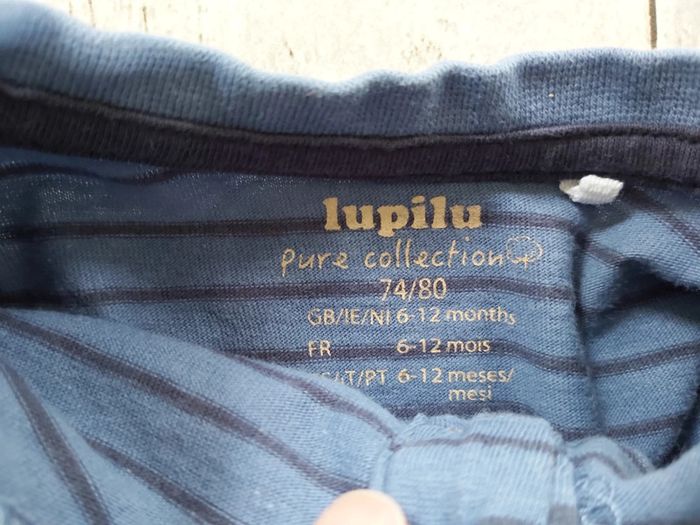 lupilu
pure collection
74/80
GB/IE/NI 6-12 months
FR 6-12 mois
/PT 6-12 meses/
mesi